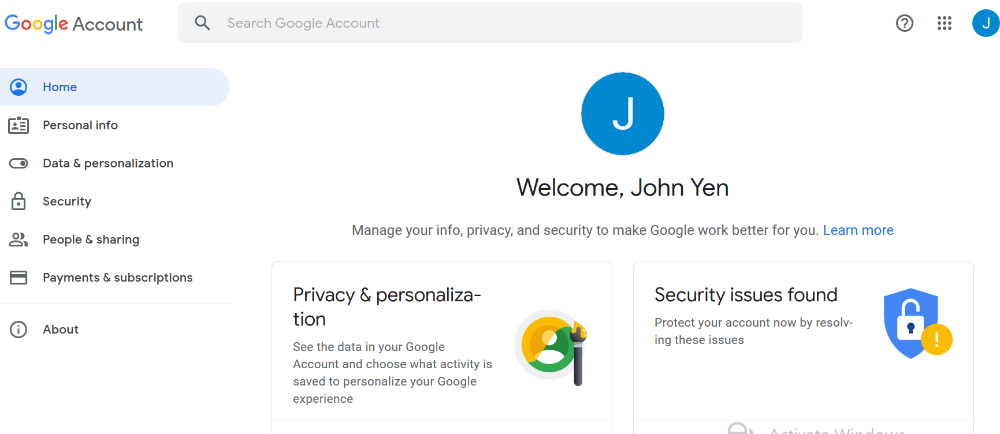 Google Account
Search Google Account
J
Home
Personal info
Data & personalization
Security
People & sharing
Payments & subscriptions
About
J
Welcome, John Yen
Manage your info, privacy, and security to make Google work better for you. Learn more
Privacy & personaliza-
tion
See the data in your Google
Account and choose what activity is
saved to personalize your Google
experience
Security issues found
Protect your account now by resolv-
ing these issues
Activate Windows